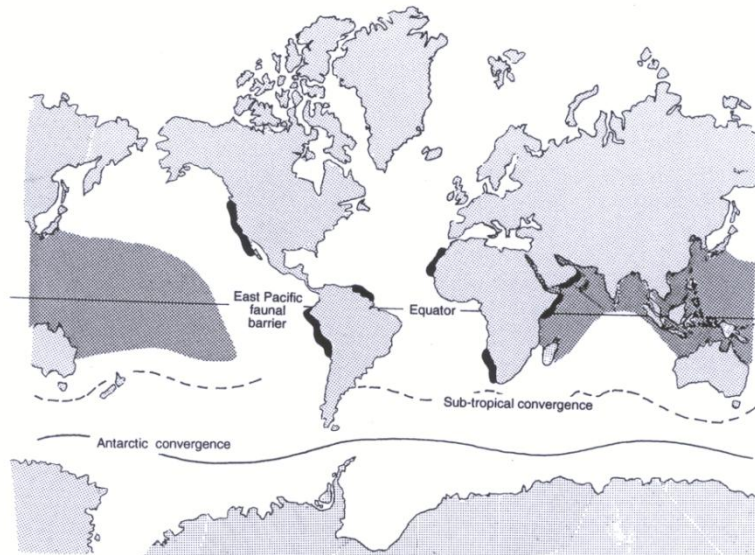 East Pacific
faunal
barrier
Equator
Sub-tropical convergence
Antarctic convergence